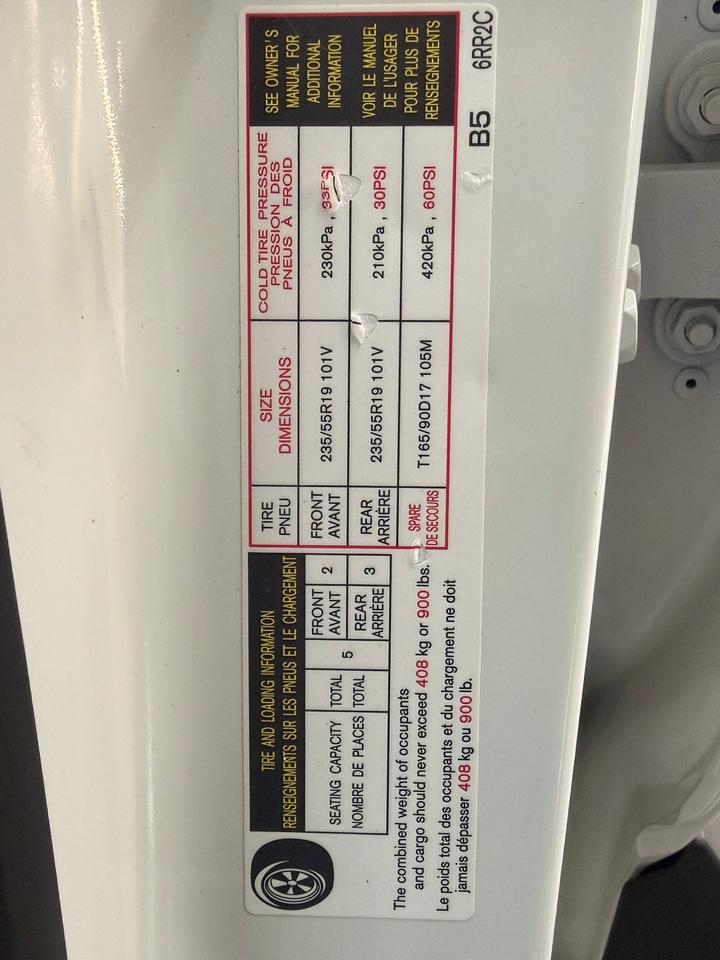 TIRE AND LOADING INFORMATION
RENSEIGNEMENTS SUR LES PNEUS ET LE CHARGEMENT
SEATING CAPACITY TOTAL 5 FRONT AVANT 2
NOMBRE DE PLACES TOTAL REAR ARRIÈRE 3
The combined weight of occupants
and cargo should never exceed 408 kg or 900 lbs.
Le poids total des occupants et du chargement ne doit
jamais dépasser 408 kg ou 900 lb.
TIRE PNEU
SIZE DIMENSIONS
COLD TIRE PRESSURE
PRESSION DES
PNEUS À FROID
FRONT AVANT 235/55R19 101V 230kPa , 33PSI
REAR ARRIÈRE 235/55R19 101V 210kPa , 30PSI
SPARE DE SECOURS T165/90D17 105M 420kPa , 60PSI
SEE OWNER'S
MANUAL FOR
ADDITIONAL
INFORMATION
VOIR LE MANUEL
DE L'USAGER
POUR PLUS DE
RENSEIGNEMENTS
B5 6RR2C